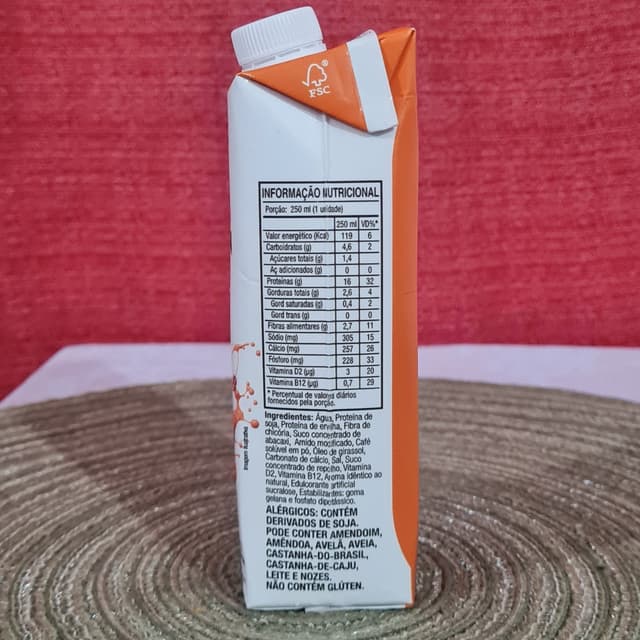 FSC®
INFORMAÇÃO NUTRICIONAL
Porção: 250 ml (1 unidade)
250 ml VD%*
Valor energético (Kcal) 119 6
Carboidratos (g) 4,6 2
Açúcares totais (g) 1,4
Aç adicionados (g) 0 0
Proteínas (g) 16 32
Gorduras totais (g) 2,6 4
Gord saturadas (g) 0,4 2
Gord trans (g) 0 0
Fibras alimentares (g) 2,7 11
Sódio (mg) 305 15
Cálcio (mg) 257 26
Fósforo (mg) 228 33
Vitamina D2 (µg) 3 20
Vitamina B12 (µg) 0,7 29
* Percentual de valores diários
fornecidos pela porção.
Ingredientes: Água, Proteína de
soja, Proteína de ervilha, Fibra de
chicória, Suco concentrado de
abacaxi, Amido modificado, Café
solúvel em pó, Óleo de girassol,
Carbonato de cálcio, Sal, Suco
concentrado de repolho, Vitamina
D2, Vitamina B12, Aroma idêntico ao
natural, Edulcorante artificial
sucralose, Estabilizantes: goma
gelana e fosfato dipotássico.
ALÉRGICOS: CONTÉM
DERIVADOS DE SOJA.
PODE CONTER AMENDOIM,
AMÊNDOA, AVELÃ, AVEIA,
CASTANHA-DO-BRASIL,
CASTANHA-DE-CAJU,
LEITE E NOZES.
NÃO CONTÉM GLÚTEN.
Imagem ilustrativa